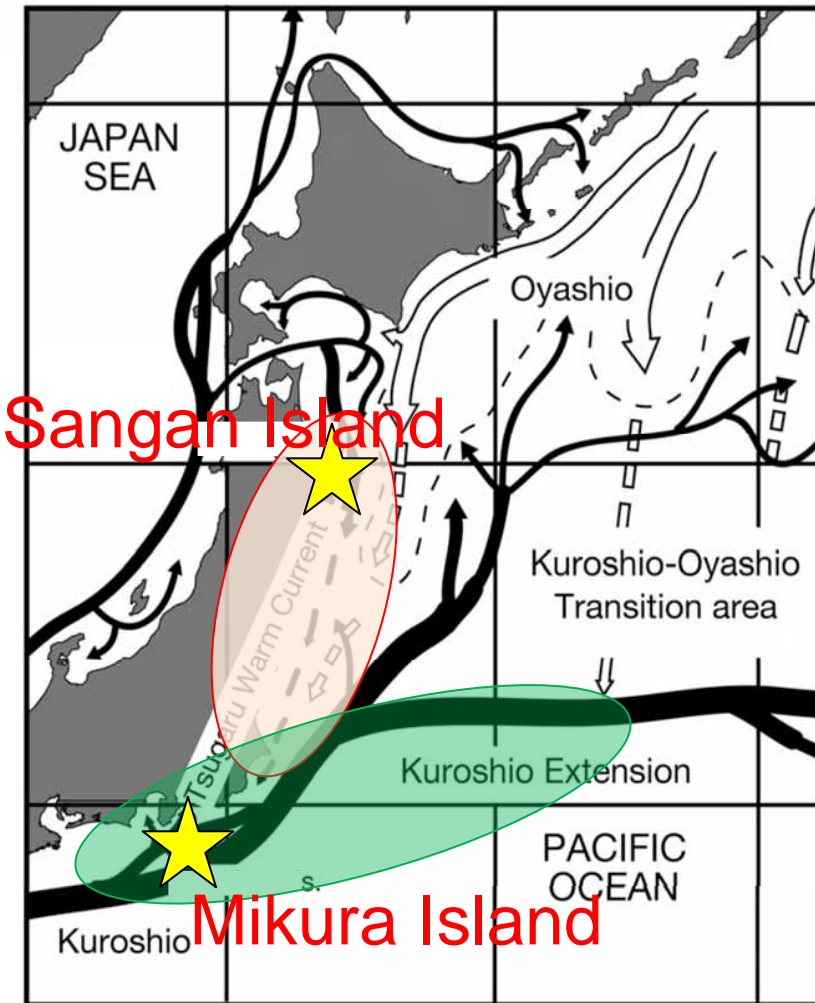 JAPAN
SEA
Oyashio
Sangan Island
Kuroshio-Oyashio
Transition area
Tsugaru Warm Current
Kuroshio Extension
PACIFIC
OCEAN
s.
Mikura Island
Kuroshio